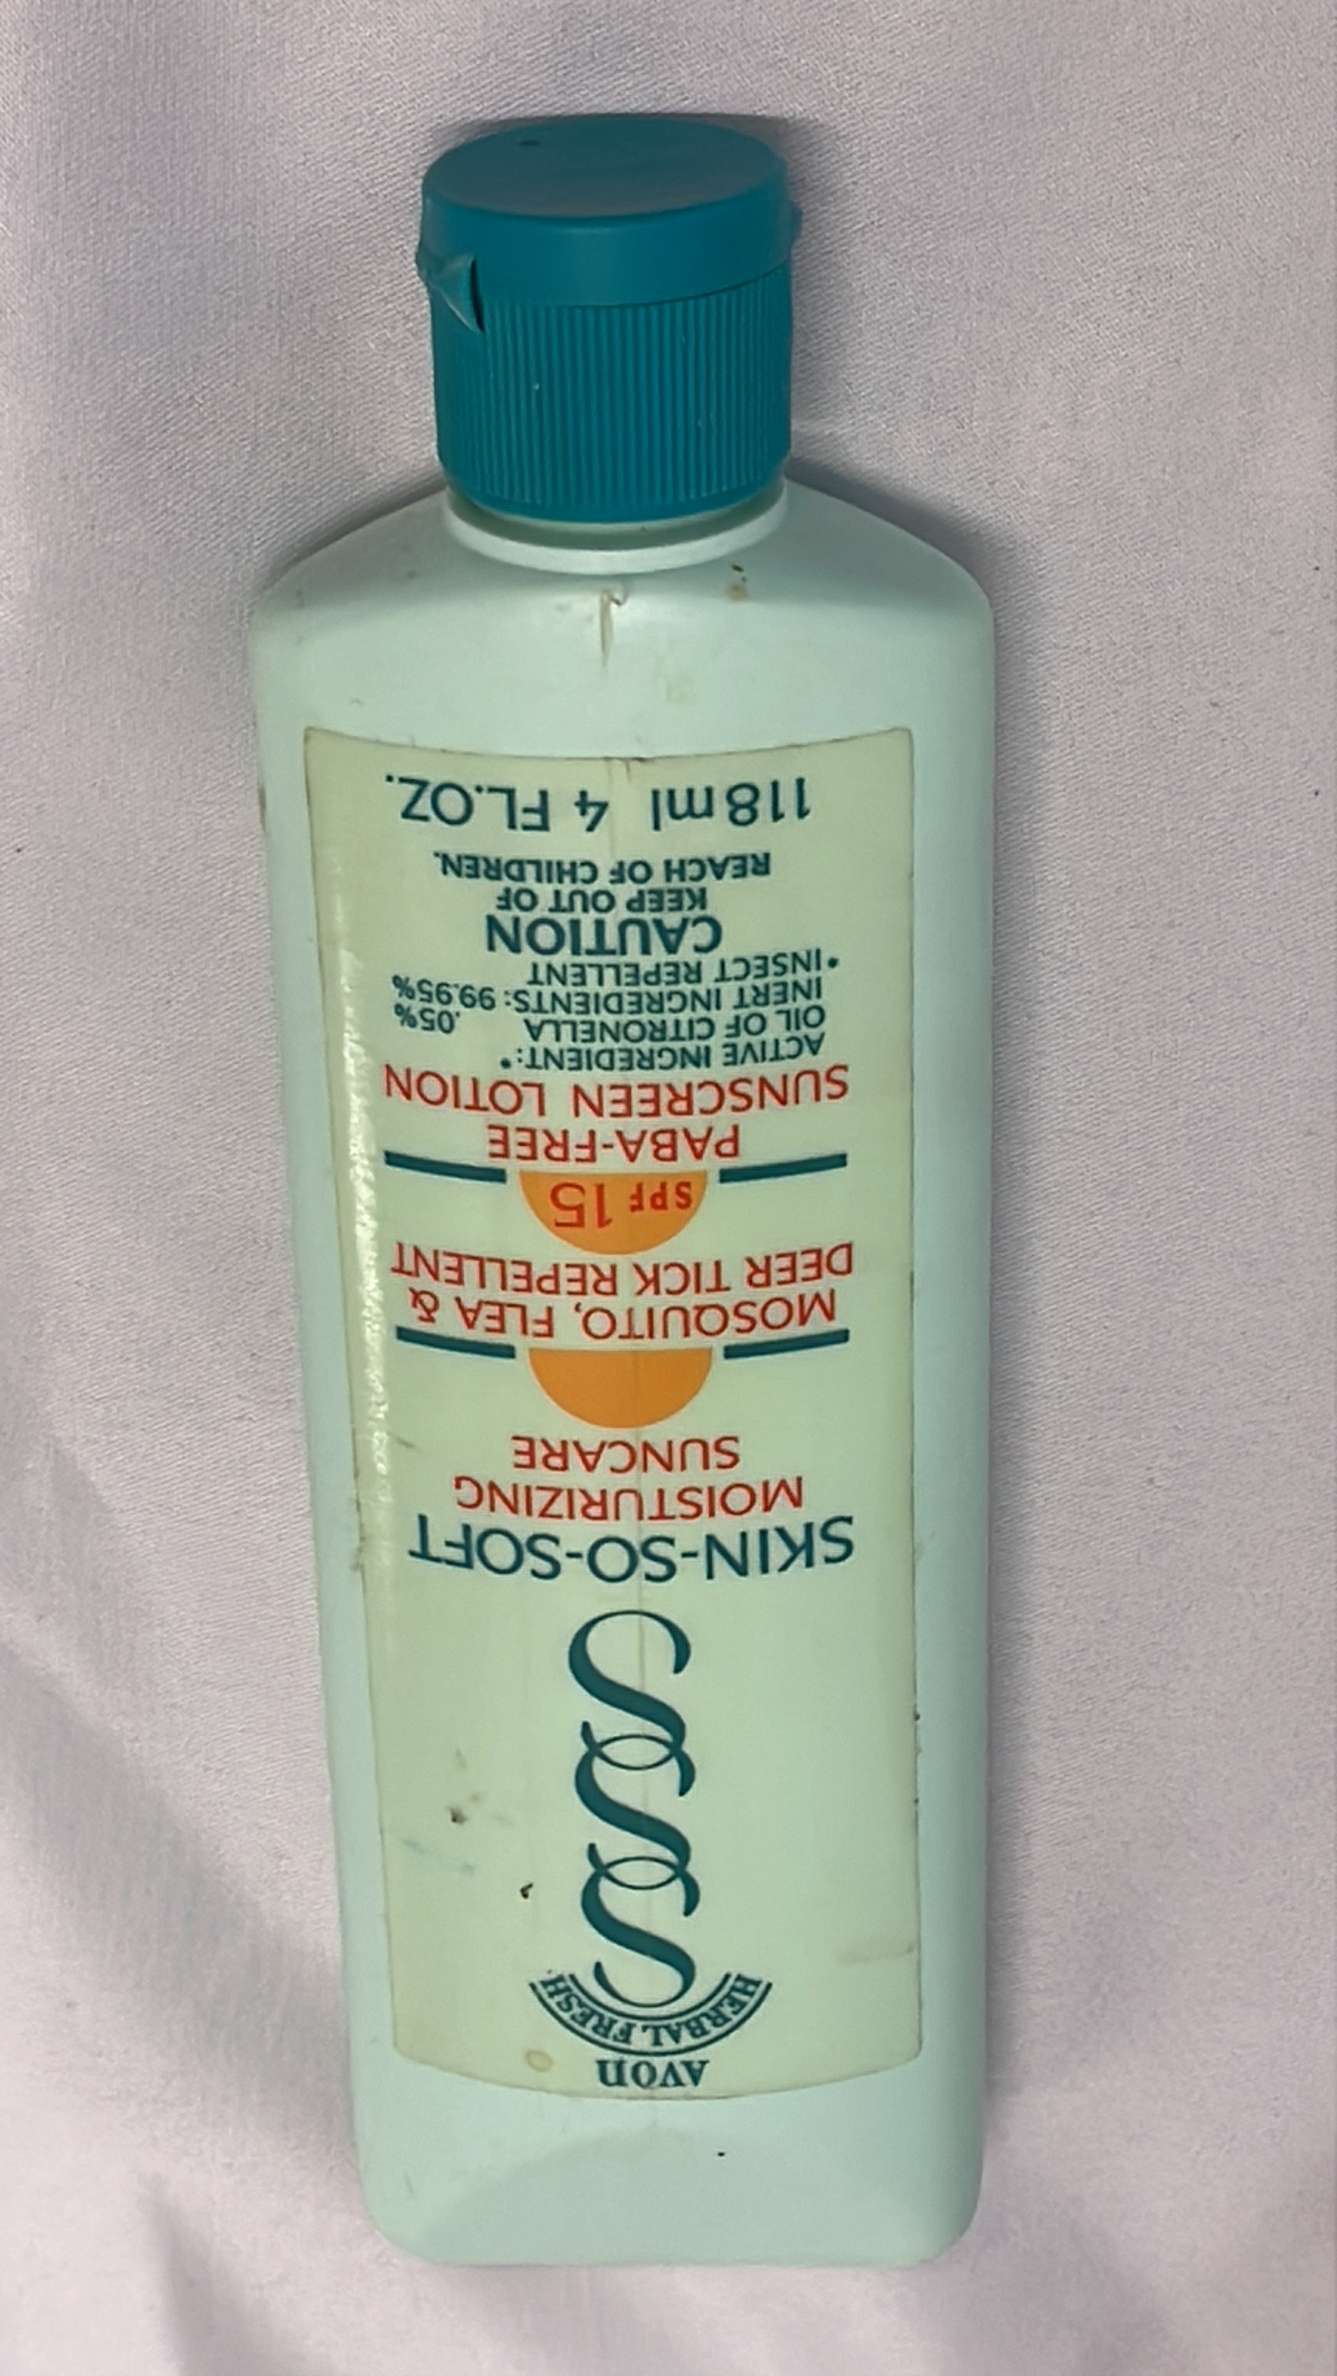 AVON
HERBAL FRESH
SSS
SKIN-SO-SOFT
MOISTURIZING
SUNCARE
MOSQUITO, FLEA &
DEER TICK REPELLENT
SPF 15
PABA-FREE
SUNSCREEN LOTION
ACTIVE INGREDIENT:*
OIL OF CITRONELLA .05%
INERT INGREDIENTS: 99.95%
*INSECT REPELLENT
CAUTION
KEEP OUT OF
REACH OF CHILDREN.
118 ml 4 FL.OZ.